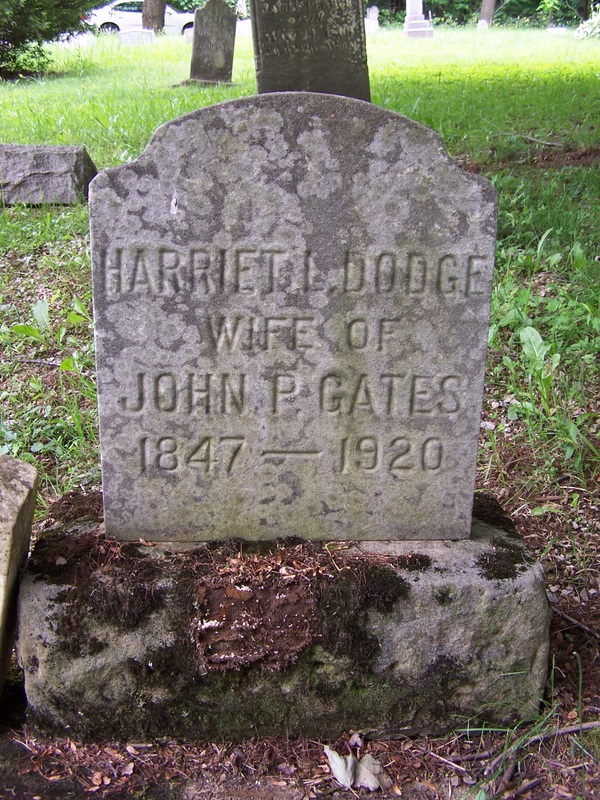 HARRIET L. DODGE
WIFE OF
JOHN P. GATES
1847 — 1920